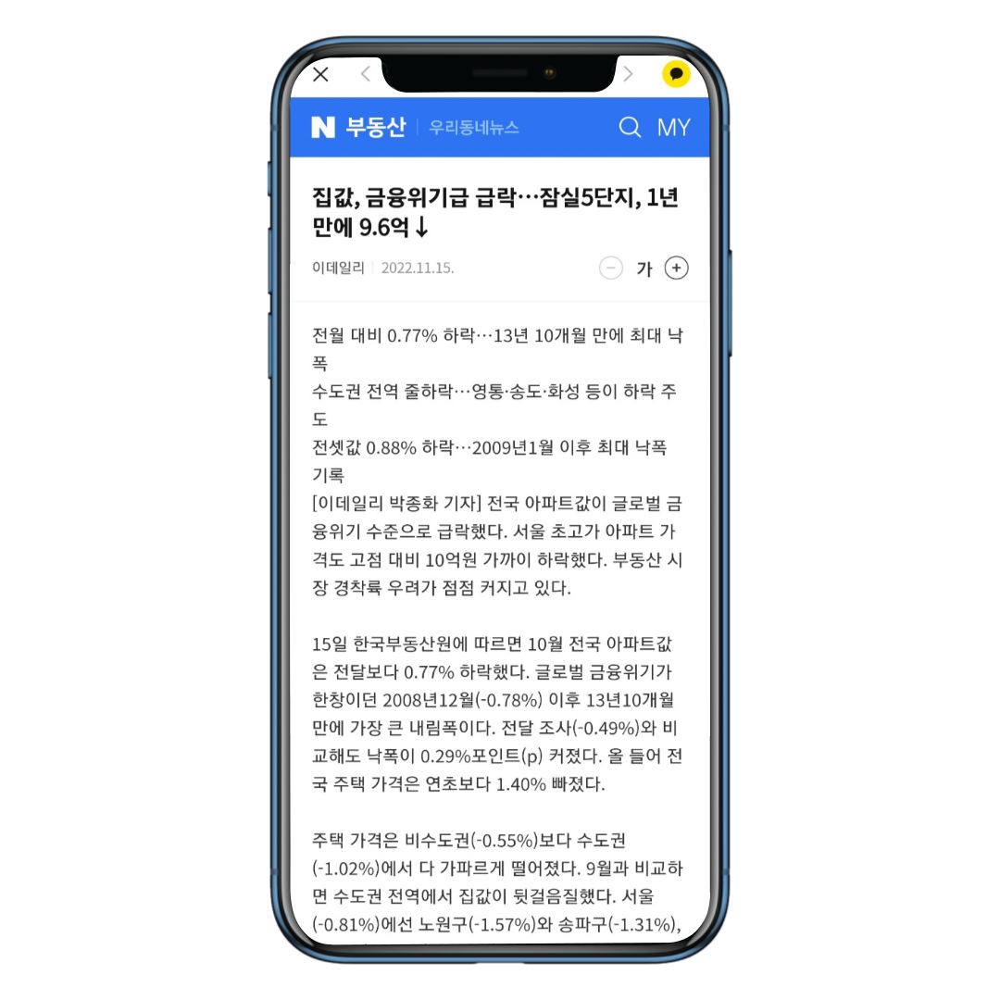 N 부동산 우리동네뉴스 MY
집값, 금융위기급 급락…잠실5단지, 1년
만에 9.6억↓
이데일리 2022.11.15. 가
전월 대비 0.77% 하락…13년 10개월 만에 최대 낙
폭
수도권 전역 줄하락…영통·송도·화성 등이 하락 주
도
전셋값 0.88% 하락…2009년1월 이후 최대 낙폭
기록
[이데일리 박종화 기자] 전국 아파트값이 글로벌 금
융위기 수준으로 급락했다. 서울 초고가 아파트 가
격도 고점 대비 10억원 가까이 하락했다. 부동산 시
장 경착륙 우려가 점점 커지고 있다.
15일 한국부동산원에 따르면 10월 전국 아파트값
은 전달보다 0.77% 하락했다. 글로벌 금융위기가
한창이던 2008년12월(-0.78%) 이후 13년10개월
만에 가장 큰 내림폭이다. 전달 조사(-0.49%)와 비
교해도 낙폭이 0.29%포인트(p) 커졌다. 올 들어 전
국 주택 가격은 연초보다 1.40% 빠졌다.
주택 가격은 비수도권(-0.55%)보다 수도권
(-1.02%)에서 다 가파르게 떨어졌다. 9월과 비교하
면 수도권 전역에서 집값이 뒷걸음질했다. 서울
(-0.81%)에선 노원구(-1.57%)와 송파구(-1.31%),